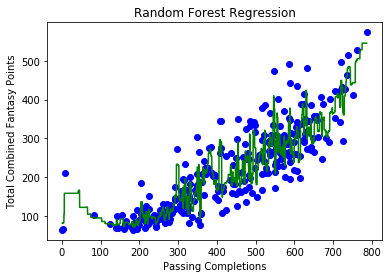 Random Forest Regression
Total Combined Fantasy Points
500
400
300
200
100
0 100 200 300 400 500 600 700 800
Passing Completions